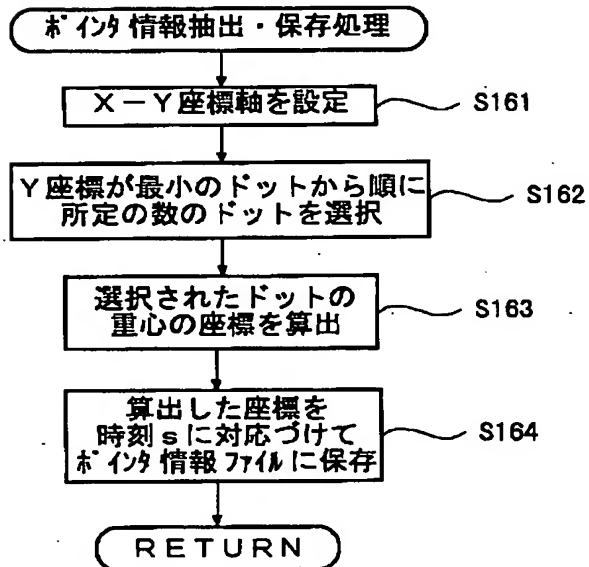 ﾎﾟｲﾝﾀ情報抽出・保存処理
X－Y座標軸を設定
S161
Y座標が最小のドットから順に
所定の数のドットを選択
S162
選択されたドットの
重心の座標を算出
S163
算出した座標を
時刻sに対応づけて
ﾎﾟｲﾝﾀ情報ﾌｧｲﾙに保存
S164
RETURN